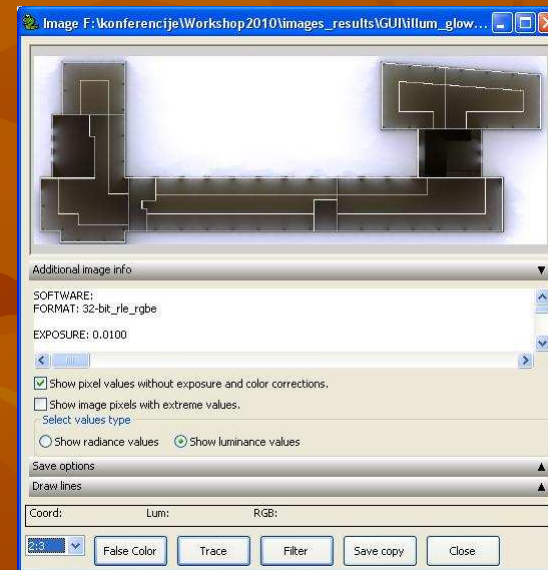 Image F:\konferencije\Workshop2010\images_results\GUI\illum_glow...
Additional image info
SOFTWARE:
FORMAT: 32-bit_rle_rgbe
EXPOSURE: 0.0100
Show pixel values without exposure and color corrections.
Show image pixels with extreme values.
Select values type
Show radiance values Show luminance values
Save options
Draw lines
Coord: Lum: RGB:
2:3 False Color Trace Filter Save copy Close